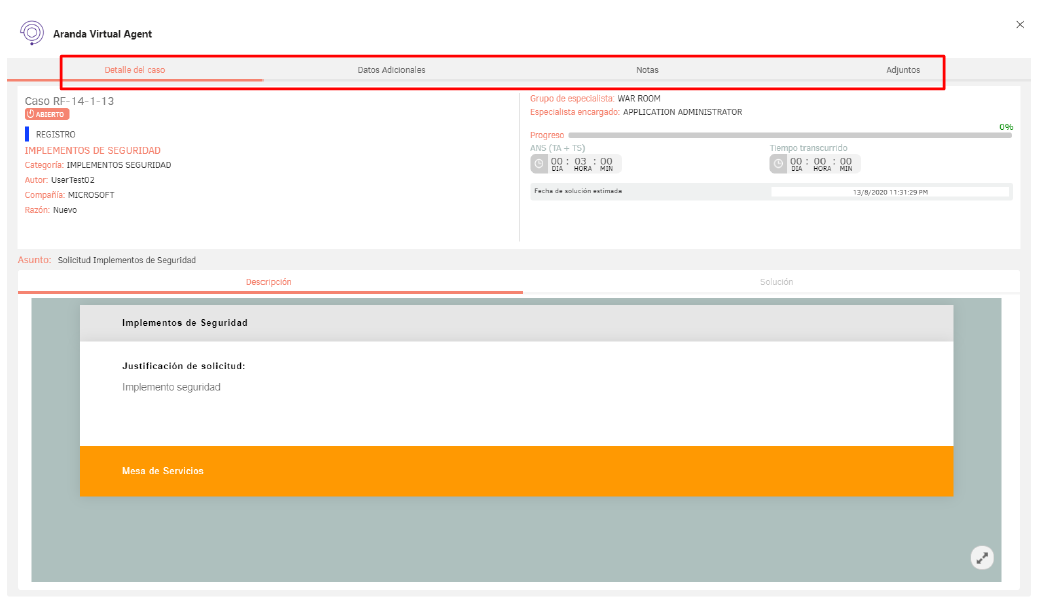 Aranda Virtual Agent
Detalle del caso
Datos Adicionales
Notas
Adjuntos
Caso RF-14-1-13
ABIERTO
REGISTRO
IMPLEMENTOS DE SEGURIDAD
Categoría: IMPLEMENTOS SEGURIDAD
Autor: UserTest02
Compañía: MICROSOFT
Razón: Nuevo
Grupo de especialista: WAR ROOM
Especialista encargado: APPLICATION ADMINISTRATOR
0%
Progreso
ANS (TA + TS)
00 : 03 : 00
DIA HORA MIN
Tiempo transcurrido
00 : 00 : 00
DIA HORA MIN
Fecha de solución estimada
13/8/2020 11:31:29 PM
Asunto: Solicitud Implementos de Seguridad
Descripción
Solución
Implementos de Seguridad
Justificación de solicitud:
Implemento seguridad
Mesa de Servicios